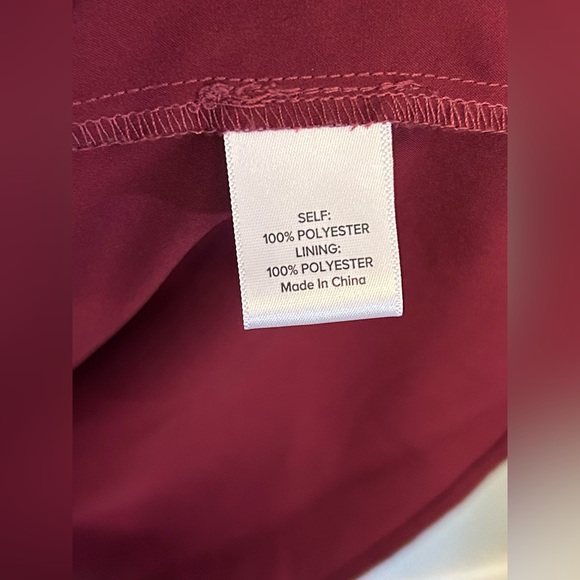 SELF:
100% POLYESTER
LINING:
100% POLYESTER
Made In China